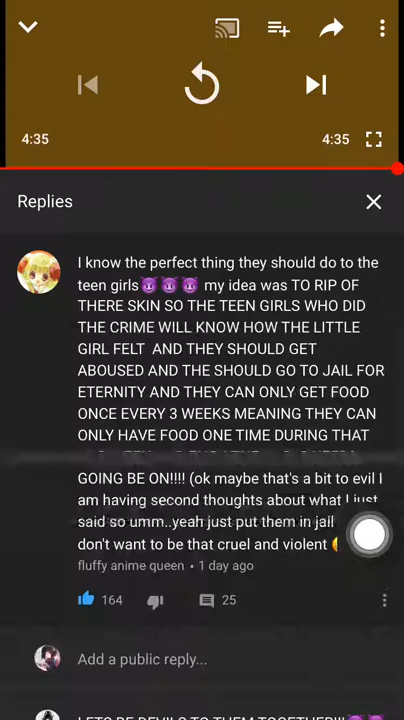 4:35
4:35
Replies
I know the perfect thing they should do to the
teen girls😈😈😈 my idea was TO RIP OF
THERE SKIN SO THE TEEN GIRLS WHO DID
THE CRIME WILL KNOW HOW THE LITTLE
GIRL FELT AND THEY SHOULD GET
ABOUSED AND THE SHOULD GO TO JAIL FOR
ETERNITY AND THEY CAN ONLY GET FOOD
ONCE EVERY 3 WEEKS MEANING THEY CAN
ONLY HAVE FOOD ONE TIME DURING THAT
GOING BE ON!!!! (ok maybe that's a bit to evil I
am having second thoughts about what I just
said so umm..yeah just put them in jail
don't want to be that cruel and violent
fluffy anime queen • 1 day ago
164 25
Add a public reply...
LETS BE DEVILS TO THEM TOGETHER!!!😈😈